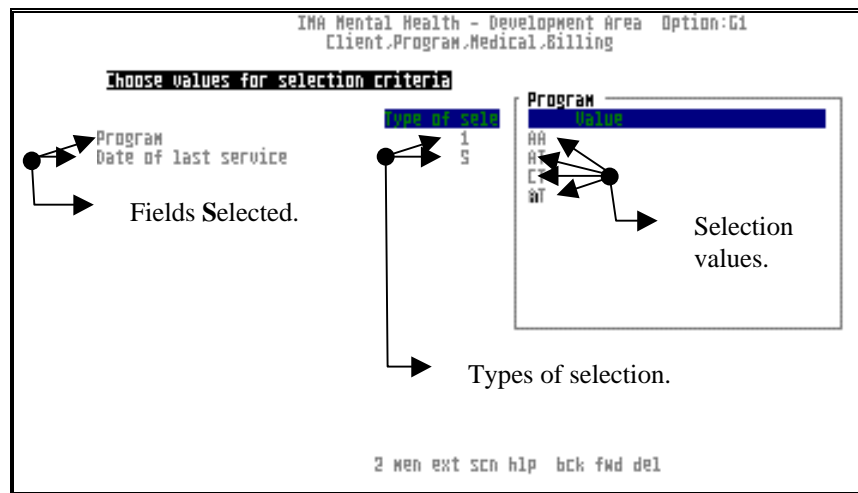 IMA Mental Health - Development Area Option:G1
Client,Program,Medical,Billing
Choose values for selection criteria
Program
Type of sele
Value
Program 1
Date of last service S
AA
AT
CT
Fields Selected.
Selection
values.
Types of selection.
2 men ext scn hlp bck fwd del